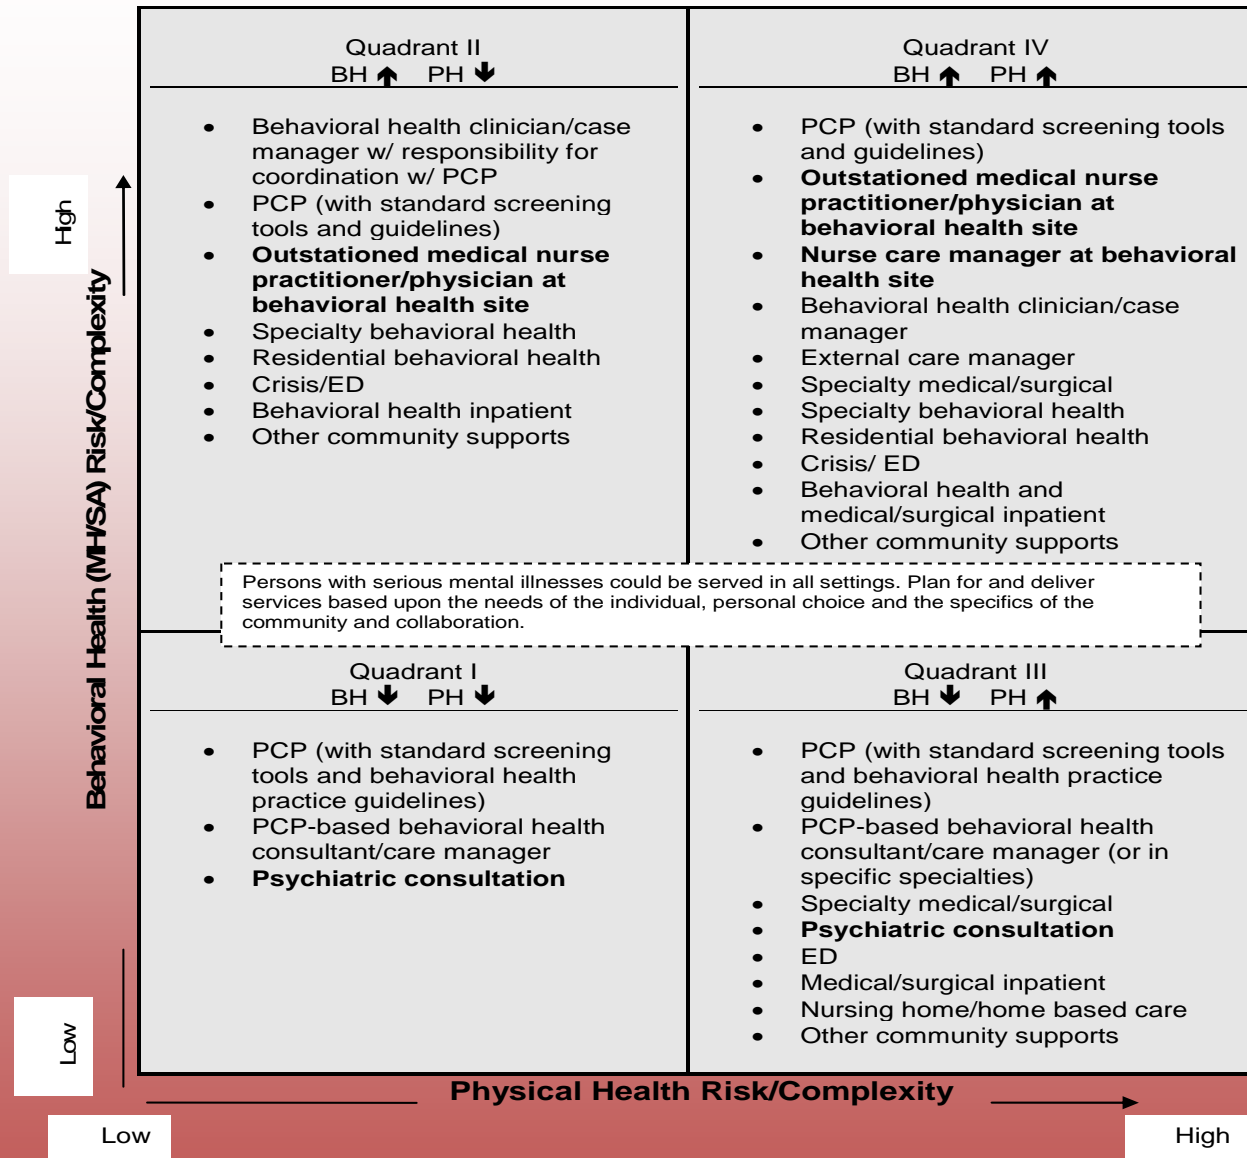 Quadrant II
BH 🡹 PH 🡻
• Behavioral health clinician/case
manager w/ responsibility for
coordination w/ PCP
• PCP (with standard screening
tools and guidelines)
• Outstationed medical nurse
practitioner/physician at
behavioral health site
• Specialty behavioral health
• Residential behavioral health
• Crisis/ED
• Behavioral health inpatient
• Other community supports
Quadrant IV
BH 🡹 PH 🡹
• PCP (with standard screening tools
and guidelines)
• Outstationed medical nurse
practitioner/physician at
behavioral health site
• Nurse care manager at behavioral
health site
• Behavioral health clinician/case
manager
• External care manager
• Specialty medical/surgical
• Specialty behavioral health
• Residential behavioral health
• Crisis/ ED
• Behavioral health and
medical/surgical inpatient
• Other community supports
Persons with serious mental illnesses could be served in all settings. Plan for and deliver
services based upon the needs of the individual, personal choice and the specifics of the
community and collaboration.
Quadrant I
BH 🡻 PH 🡻
• PCP (with standard screening
tools and behavioral health
practice guidelines)
• PCP-based behavioral health
consultant/care manager
• Psychiatric consultation
Quadrant III
BH 🡻 PH 🡹
• PCP (with standard screening tools
and behavioral health practice
guidelines)
• PCP-based behavioral health
consultant/care manager (or in
specific specialties)
• Specialty medical/surgical
• Psychiatric consultation
• ED
• Medical/surgical inpatient
• Nursing home/home based care
• Other community supports
High
Behavioral Health (MH/SA) Risk/Complexity
Low
Physical Health Risk/Complexity
Low
High